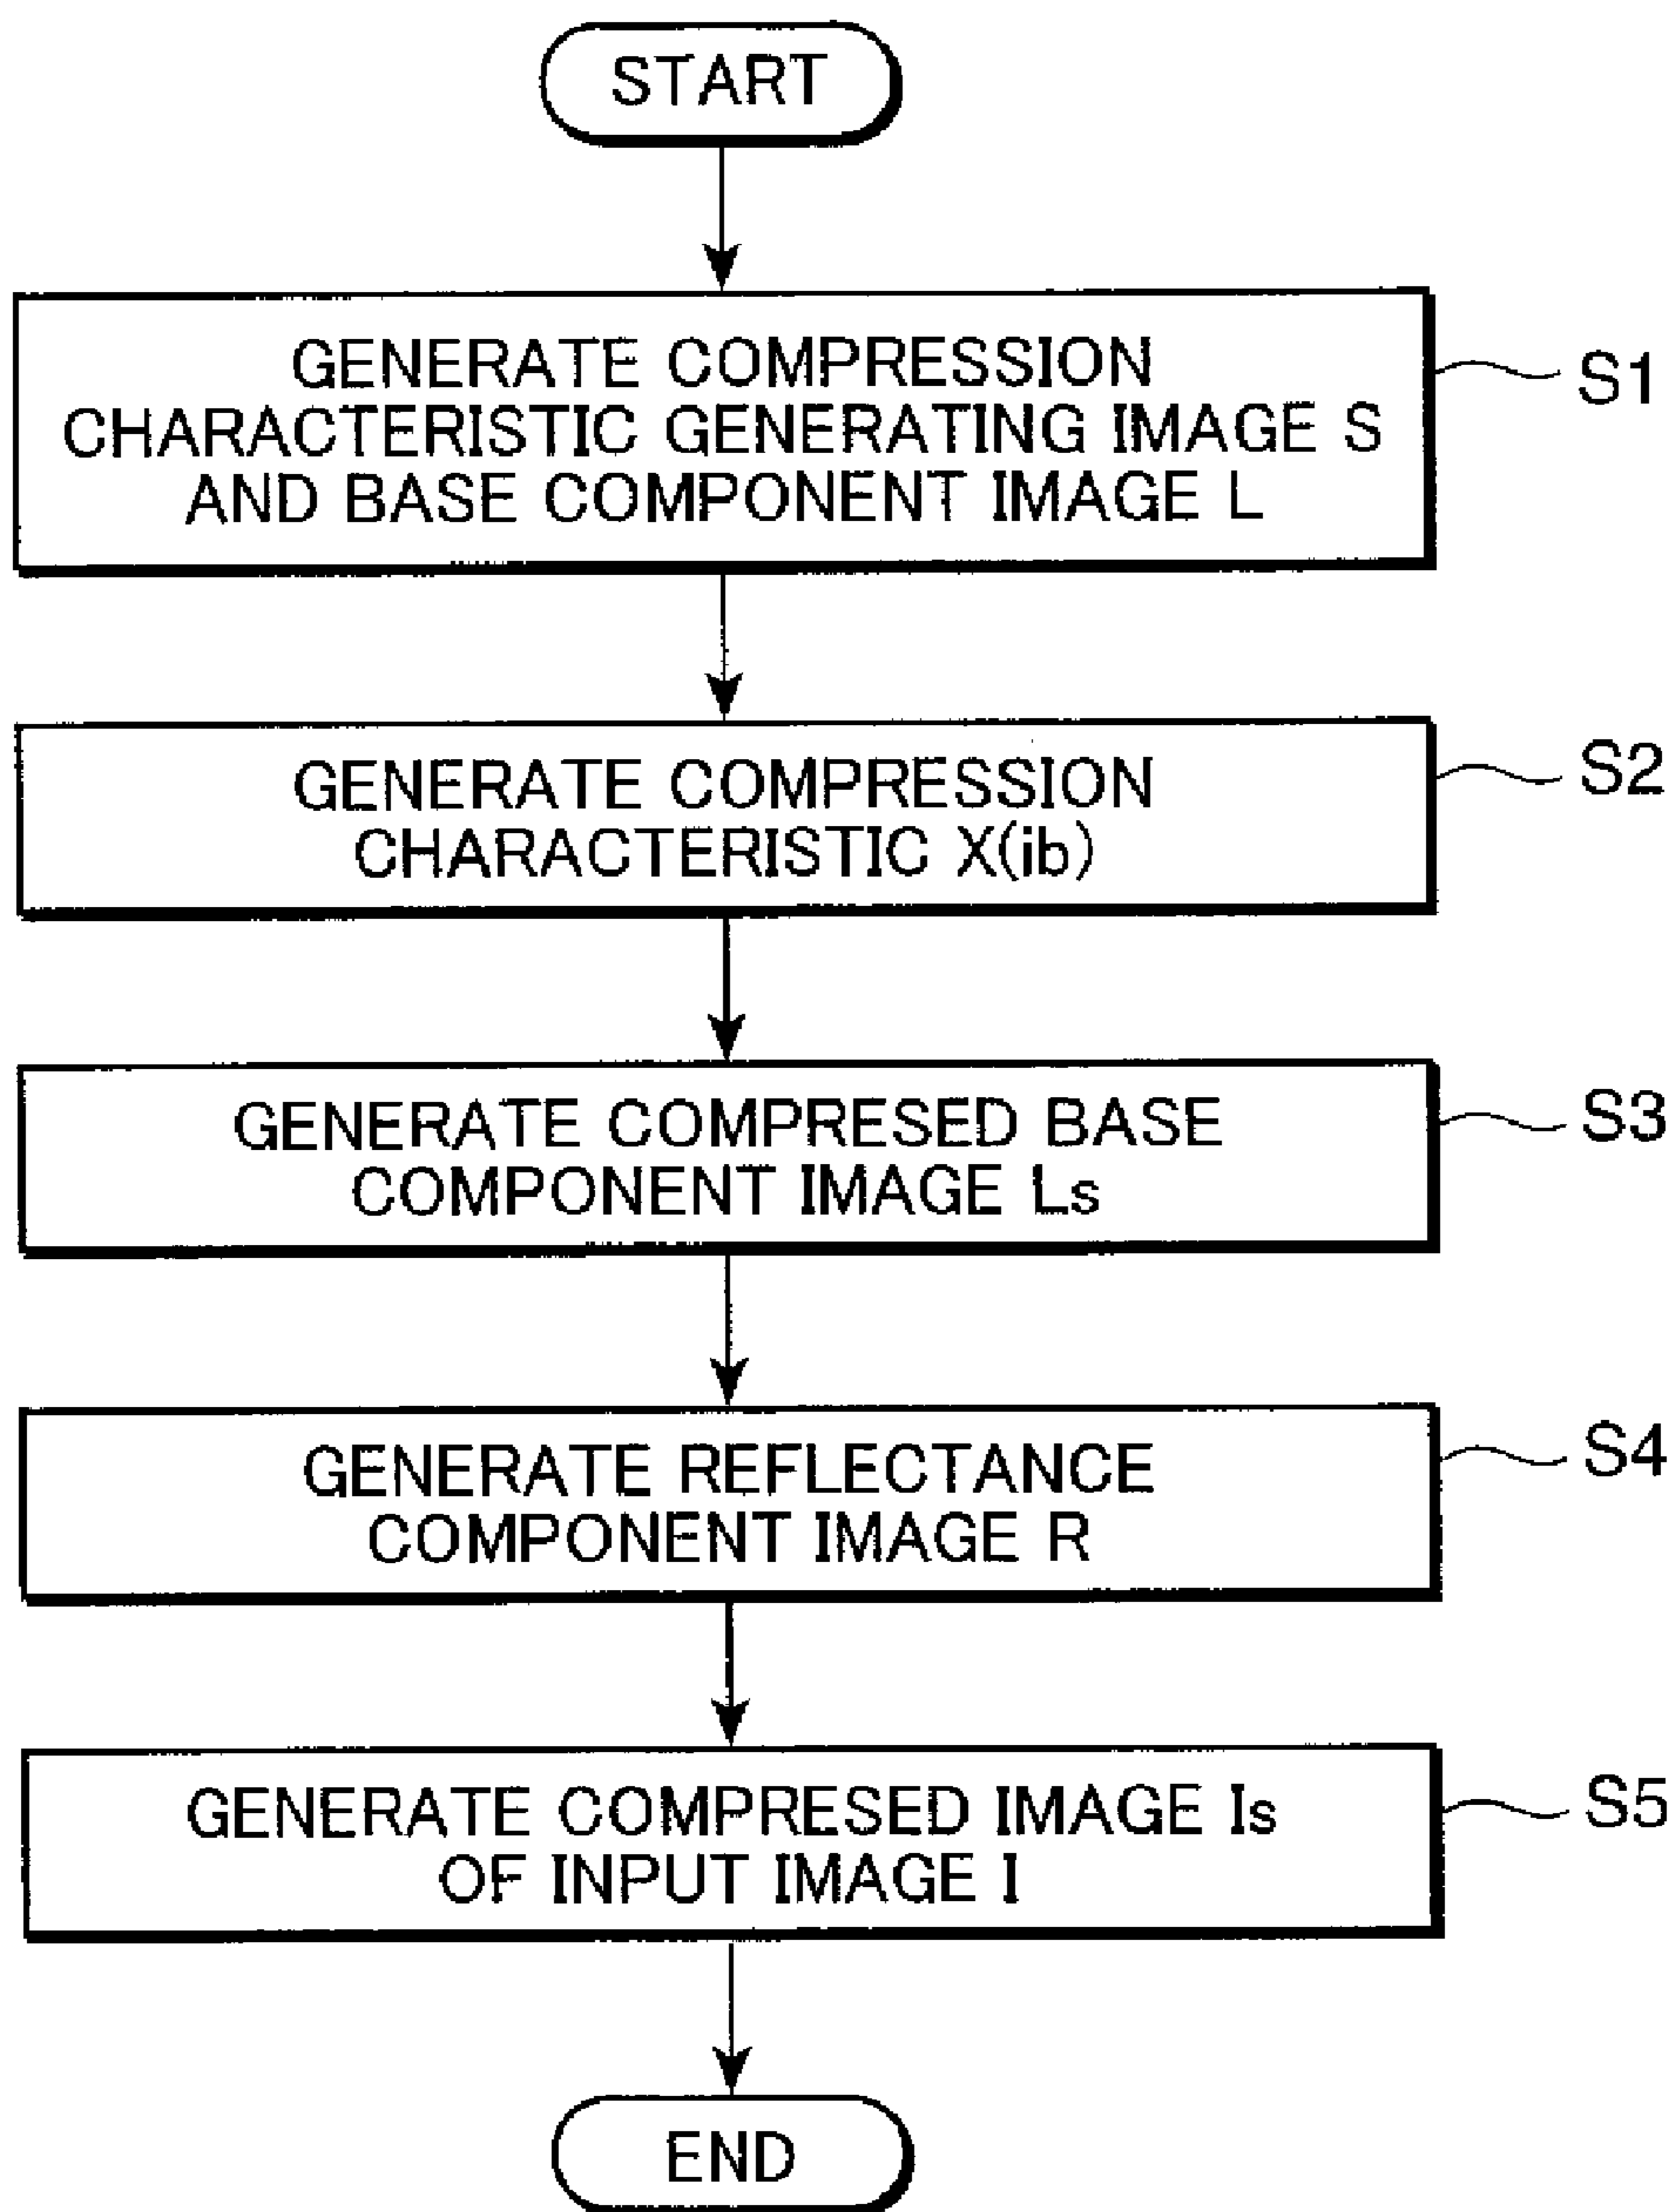 START
GENERATE COMPRESSION
CHARACTERISTIC GENERATING IMAGE S
AND BASE COMPONENT IMAGE L
S1
GENERATE COMPRESSION
CHARACTERISTIC X(ib)
S2
GENERATE COMPRESED BASE
COMPONENT IMAGE Ls
S3
GENERATE REFLECTANCE
COMPONENT IMAGE R
S4
GENERATE COMPRESED IMAGE Is
OF INPUT IMAGE I
S5
END